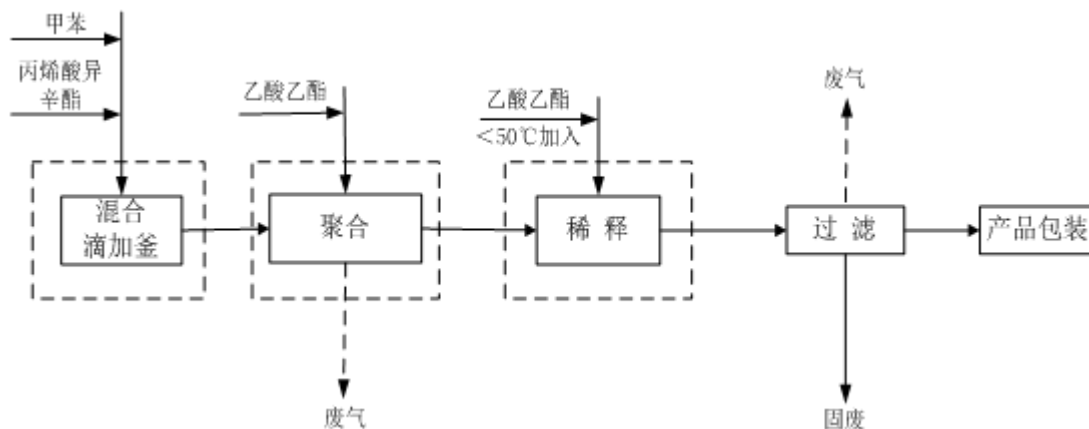 甲苯
丙烯酸异
辛酯
乙酸乙酯
乙酸乙酯
<50℃加入
废气
混合
滴加釜
聚合
稀 释
过 滤
产品包装
废气
固废